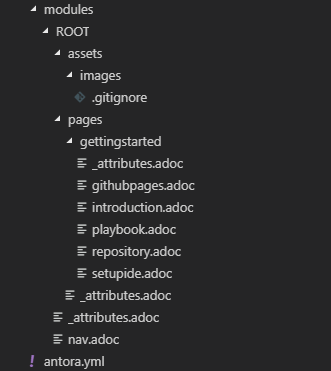 modules
ROOT
assets
images
.gitignore
pages
gettingstarted
_attributes.adoc
githubpages.adoc
introduction.adoc
playbook.adoc
repository.adoc
setupide.adoc
_attributes.adoc
_attributes.adoc
nav.adoc
! antora.yml